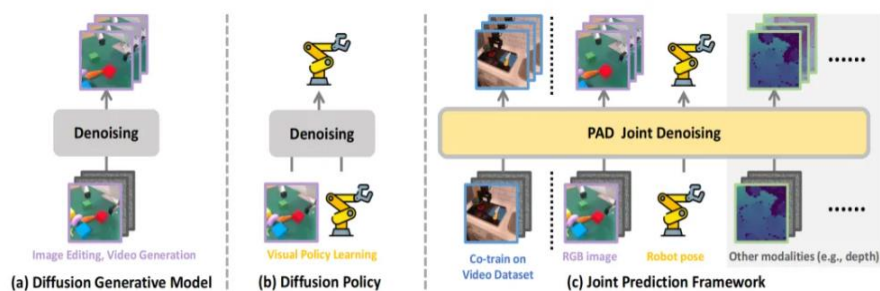 Denoising
Image Editing, Video Generation
(a) Diffusion Generative Model
Denoising
Visual Policy Learning
(b) Diffusion Policy
PAD Joint Denoising
Co-train on
Video Dataset
RGB image
Robot pose
Other modalities (e.g., depth)
(c) Joint Prediction Framework